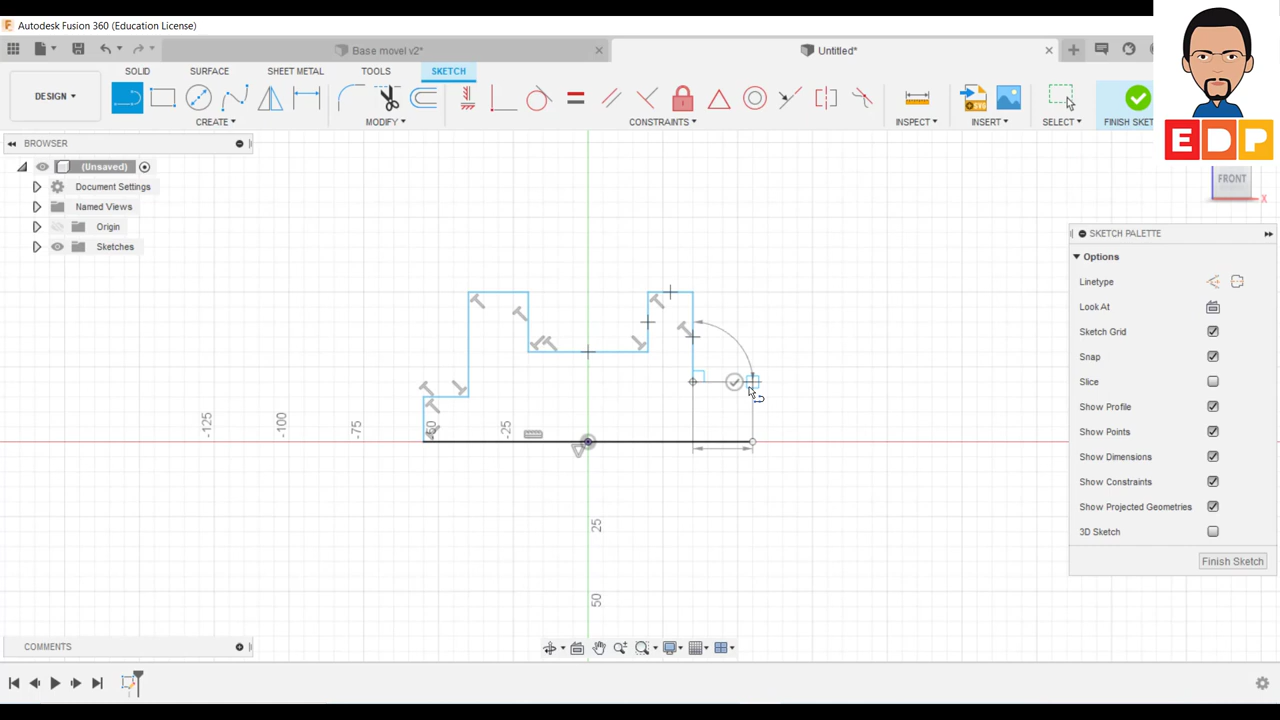 Autodesk Fusion 360 (Education License)
Base movel v2*
Untitled*
SOLID SURFACE SHEET METAL TOOLS SKETCH
DESIGN
CREATE MODIFY CONSTRAINTS INSPECT INSERT SELECT FINISH SKET
EDP
BROWSER
(Unsaved)
Document Settings
Named Views
Origin
Sketches
FRONT
X
SKETCH PALETTE
Options
Linetype
Look At
Sketch Grid
Snap
Slice
Show Profile
Show Points
Show Dimensions
Show Constraints
Show Projected Geometries
3D Sketch
Finish Sketch
-125 -100 -75 -50 -25
25
50
COMMENTS